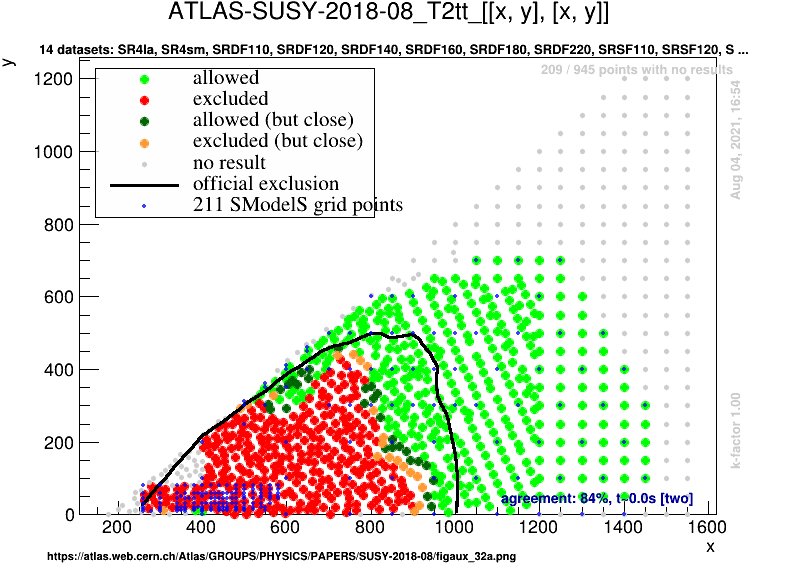 ATLAS-SUSY-2018-08_T2tt_[[x, y], [x, y]]
14 datasets: SR4la, SR4sm, SRDF110, SRDF120, SRDF140, SRDF160, SRDF180, SRDF220, SRSF110, SRSF120, S ...
y
209 / 945 points with no results
allowed
excluded
allowed (but close)
excluded (but close)
no result
official exclusion
211 SModelS grid points
Aug 04, 2021, 16:54
k-factor 1.00
1200
1000
800
600
400
200
0
agreement: 84%, t~0.0s [two]
200 400 600 800 1000 1200 1400 1600
x
https://atlas.web.cern.ch/Atlas/GROUPS/PHYSICS/PAPERS/SUSY-2018-08/figaux_32a.png